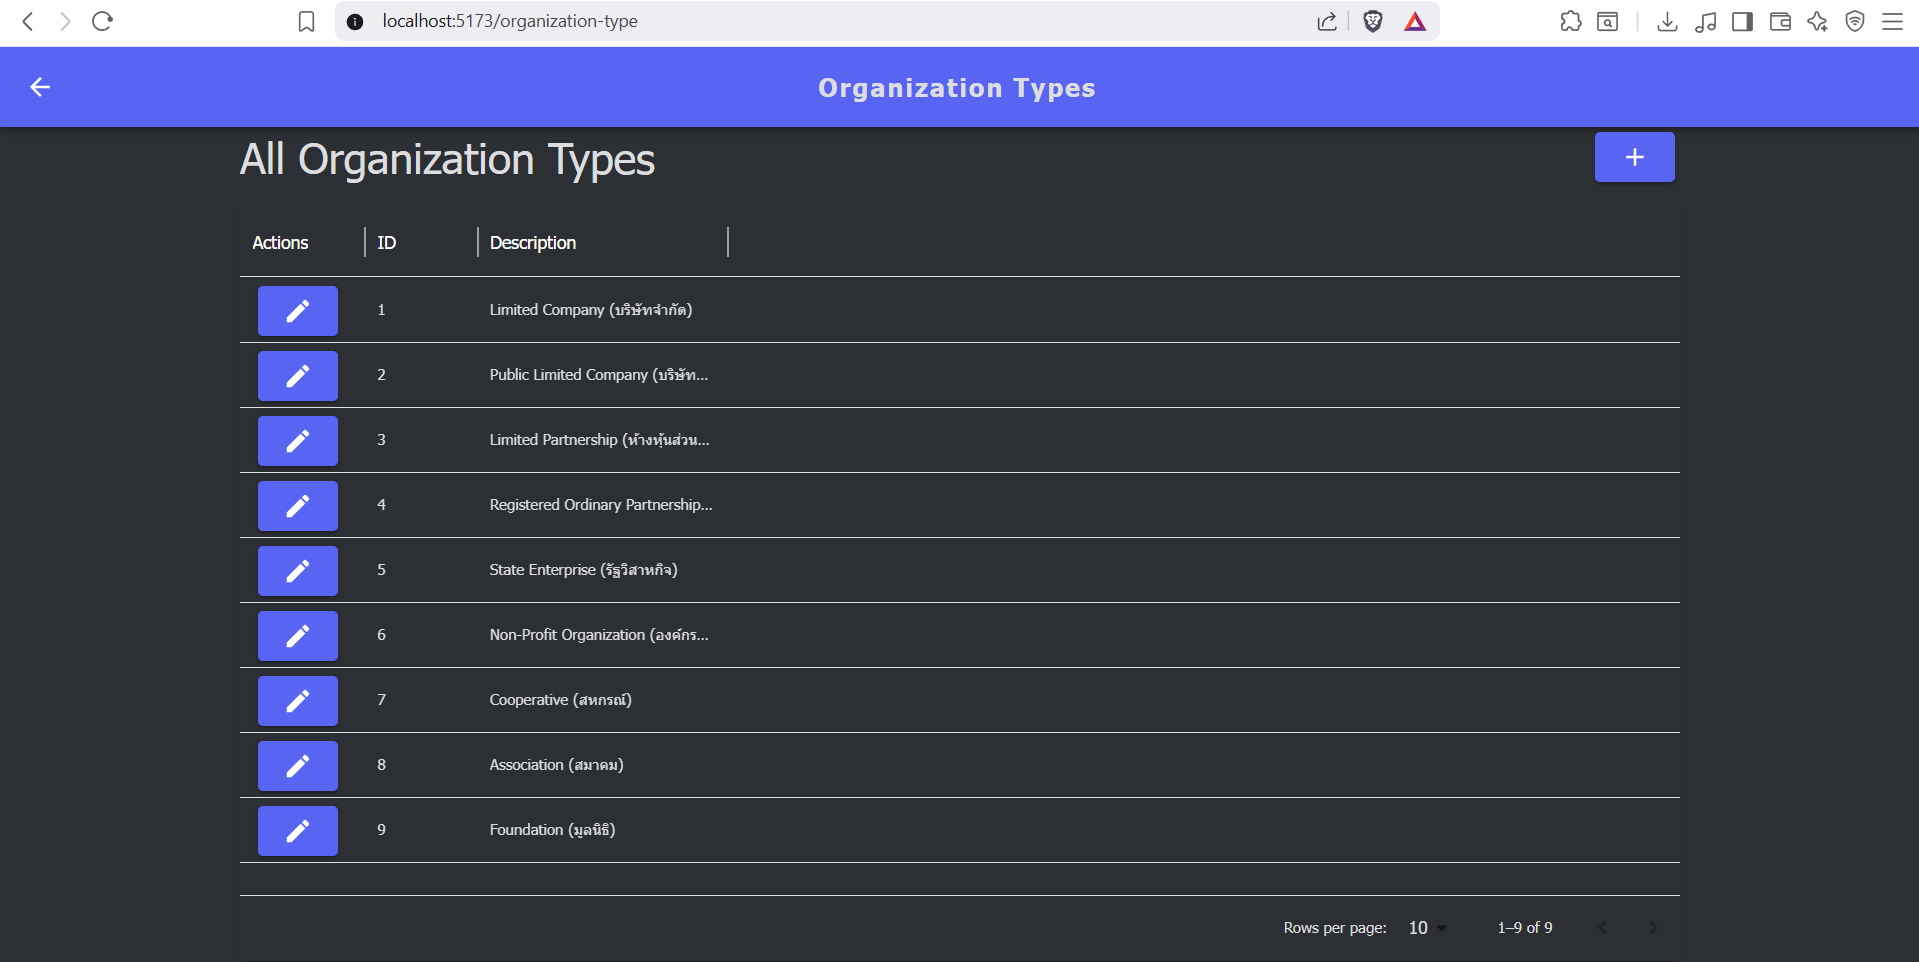 localhost:5173/organization-type
Organization Types
All Organization Types
+
Actions ID Description
1 Limited Company (บริษัทจำกัด)
2 Public Limited Company (บริษัท...
3 Limited Partnership (ห้างหุ้นส่วน...
4 Registered Ordinary Partnership...
5 State Enterprise (รัฐวิสาหกิจ)
6 Non-Profit Organization (องค์กร...
7 Cooperative (สหกรณ์)
8 Association (สมาคม)
9 Foundation (มูลนิธิ)
Rows per page: 10 1–9 of 9